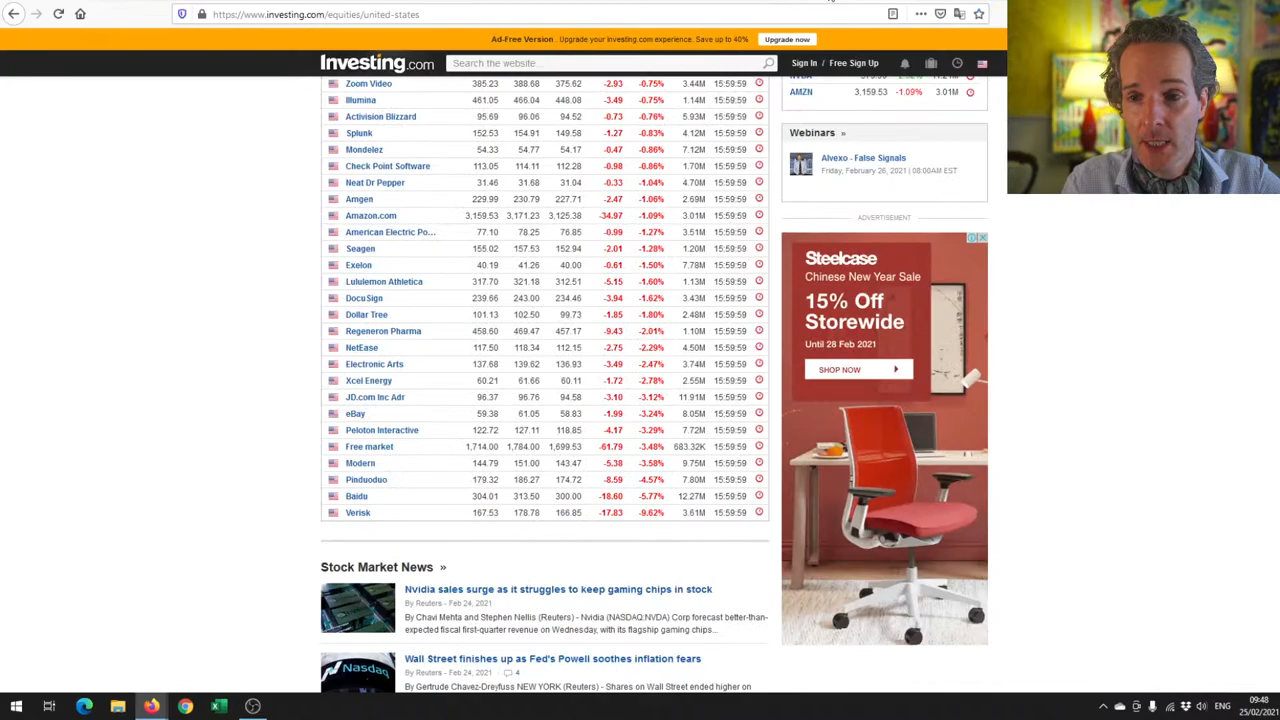 https://www.investing.com/equities/united-states
Ad-Free Version . Upgrade your Investing.com experience. Save up to 40% Upgrade now
Investing.com Search the website... Sign In / Free Sign Up
Zoom Video 385.23 388.68 375.62 -2.93 -0.75% 3.44M 15:59:59
Illumina 461.05 466.04 448.08 -3.49 -0.75% 1.14M 15:59:59
Activision Blizzard 95.69 96.06 94.52 -0.73 -0.76% 5.93M 15:59:59
Splunk 152.53 154.91 149.58 -1.27 -0.83% 4.12M 15:59:59
Mondelez 54.33 54.77 54.17 -0.47 -0.86% 7.12M 15:59:59
Check Point Software 113.05 114.11 112.28 -0.98 -0.86% 1.70M 15:59:59
Neat Dr Pepper 31.46 31.68 31.04 -0.33 -1.04% 4.70M 15:59:59
Amgen 229.99 230.79 227.71 -2.47 -1.06% 2.69M 15:59:59
Amazon.com 3,159.53 3,171.23 3,125.38 -34.97 -1.09% 3.01M 15:59:59
American Electric Po... 77.10 78.25 76.85 -0.99 -1.27% 3.51M 15:59:59
Seagen 155.02 157.53 152.94 -2.01 -1.28% 1.20M 15:59:59
Exelon 40.19 41.26 40.00 -0.61 -1.50% 7.78M 15:59:59
Lululemon Athletica 317.70 321.18 312.51 -5.15 -1.60% 1.13M 15:59:59
DocuSign 239.66 243.00 234.46 -3.94 -1.62% 3.43M 15:59:59
Dollar Tree 101.13 102.50 99.73 -1.85 -1.80% 2.48M 15:59:59
Regeneron Pharma 458.60 469.47 457.17 -9.43 -2.01% 1.10M 15:59:59
NetEase 117.50 118.34 112.15 -2.75 -2.29% 4.50M 15:59:59
Electronic Arts 137.68 139.62 136.93 -3.49 -2.47% 3.74M 15:59:59
Xcel Energy 60.21 61.66 60.11 -1.72 -2.78% 2.55M 15:59:59
JD.com Inc Adr 96.37 96.76 94.58 -3.10 -3.12% 11.91M 15:59:59
eBay 59.38 61.05 58.83 -1.99 -3.24% 8.05M 15:59:59
Peloton Interactive 122.72 127.11 118.85 -4.17 -3.29% 7.72M 15:59:59
Free market 1,714.00 1,784.00 1,699.53 -61.79 -3.48% 683.32K 15:59:59
Modern 144.79 151.00 143.47 -5.38 -3.58% 9.75M 15:59:59
Pinduoduo 179.32 186.27 174.72 -8.59 -4.57% 7.80M 15:59:59
Baidu 304.01 313.50 300.00 -18.60 -5.77% 12.27M 15:59:59
Verisk 167.53 178.78 166.85 -17.83 -9.62% 3.61M 15:59:59
Stock Market News »
Nvidia sales surge as it struggles to keep gaming chips in stock
By Reuters - Feb 24, 2021
By Chavi Mehta and Stephen Nellis (Reuters) - Nvidia (NASDAQ:NVDA) Corp forecast better-than-
expected fiscal first-quarter revenue on Wednesday, with its flagship gaming chips...
Nasdaq
Wall Street finishes up as Fed's Powell soothes inflation fears
By Reuters - Feb 24, 2021 4
By Gertrude Chavez-Dreyfuss NEW YORK (Reuters) - Shares on Wall Street ended higher on
AMZN 3,159.53 -1.09% 3.01M
Webinars »
Alvexo - False Signals
Friday, February 26, 2021 | 08:00AM EST
ADVERTISEMENT
Steelcase
Chinese New Year Sale
15% Off
Storewide
Until 28 Feb 2021
SHOP NOW
ENG
09:48
25/02/2021